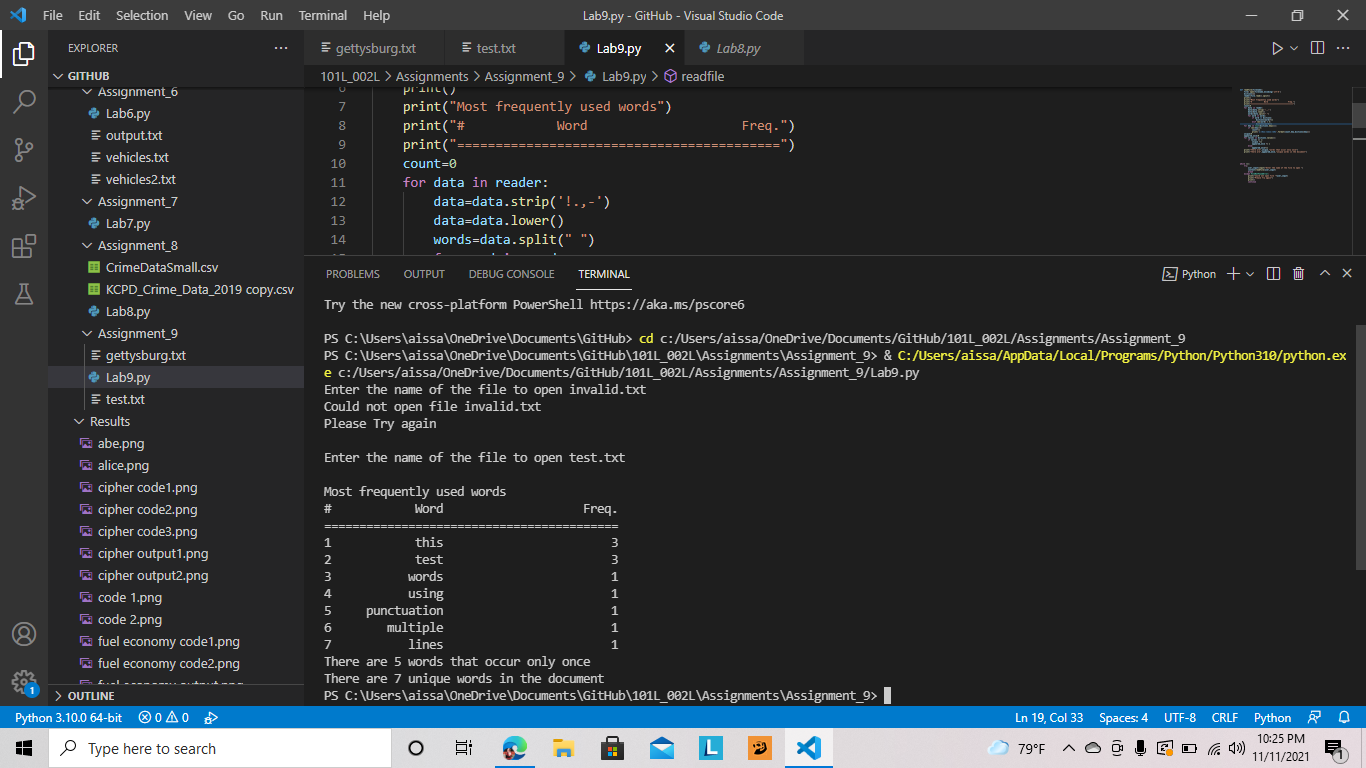 File Edit Selection View Go Run Terminal Help Lab9.py - GitHub - Visual Studio Code
EXPLORER
gettysburg.txt
test.txt
Lab9.py
Lab8.py
GITHUB
101L_002L > Assignments > Assignment_9 > Lab9.py > readfile
Assignment_6
Lab6.py
output.txt
vehicles.txt
vehicles2.txt
Assignment_7
Lab7.py
Assignment_8
CrimeDataSmall.csv
KCPD_Crime_Data_2019 copy.csv
Lab8.py
Assignment_9
gettysburg.txt
Lab9.py
test.txt
Results
abe.png
alice.png
cipher code1.png
cipher code2.png
cipher code3.png
cipher output1.png
cipher output2.png
code 1.png
code 2.png
fuel economy code1.png
fuel economy code2.png
fuel economy output.png
OUTLINE
6 print()
7 print("Most frequently used words")
8 print("#            Word                    Freq.")
9 print("==========================================")
10 count=0
11 for data in reader:
12 data=data.strip('!.,-')
13 data=data.lower()
14 words=data.split(" ")
PROBLEMS OUTPUT DEBUG CONSOLE TERMINAL
Python
Try the new cross-platform PowerShell https://aka.ms/pscore6
PS C:\Users\aissa\OneDrive\Documents\GitHub> cd c:/Users/aissa/OneDrive/Documents/GitHub/101L_002L/Assignments/Assignment_9
PS C:\Users\aissa\OneDrive\Documents\GitHub\101L_002L\Assignments\Assignment_9> & C:/Users/aissa/AppData/Local/Programs/Python/Python310/python.ex
e c:/Users/aissa/OneDrive/Documents/GitHub/101L_002L/Assignments/Assignment_9/Lab9.py
Enter the name of the file to open invalid.txt
Could not open file invalid.txt
Please Try again
Enter the name of the file to open test.txt
Most frequently used words
# Word Freq.
==========================================
1 this 3
2 test 3
3 words 1
4 using 1
5 punctuation 1
6 multiple 1
7 lines 1
There are 5 words that occur only once
There are 7 unique words in the document
PS C:\Users\aissa\OneDrive\Documents\GitHub\101L_002L\Assignments\Assignment_9>
1
Python 3.10.0 64-bit 0 0 Ln 19, Col 33 Spaces: 4 UTF-8 CRLF Python
Type here to search
L
79°F
10:25 PM
11/11/2021
1